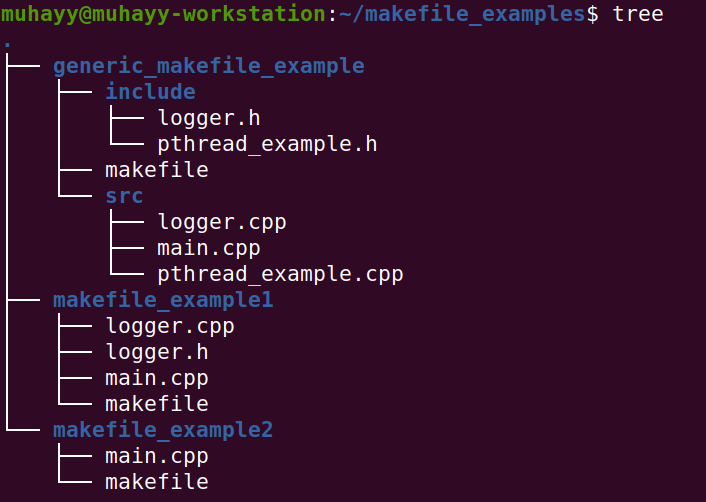 muhayy@muhayy-workstation:~/makefile_examples$ tree
.
├── generic_makefile_example
│   ├── include
│   │   ├── logger.h
│   │   └── pthread_example.h
│   ├── makefile
│   └── src
│       ├── logger.cpp
│       ├── main.cpp
│       └── pthread_example.cpp
├── makefile_example1
│   ├── logger.cpp
│   ├── logger.h
│   ├── main.cpp
│   └── makefile
└── makefile_example2
    ├── main.cpp
    └── makefile